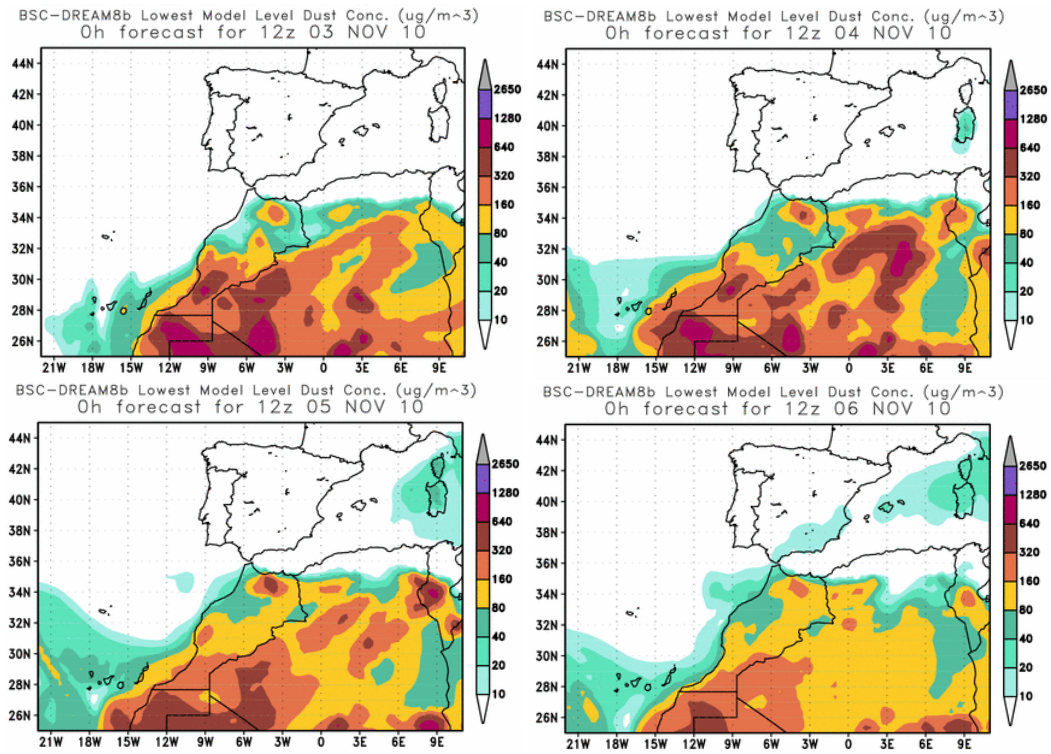 BSC-DREAM8b Lowest Model Level Dust Conc. (ug/m^3)
0h forecast for 12z 03 NOV 10
44N
42N
40N
38N
36N
34N
32N
30N
28N
26N
21W 18W 15W 12W 9W 6W 3W 0 3E 6E 9E
2650
1280
640
320
160
80
40
20
10
BSC-DREAM8b Lowest Model Level Dust Conc. (ug/m^3)
0h forecast for 12z 04 NOV 10
44N
42N
40N
38N
36N
34N
32N
30N
28N
26N
21W 18W 15W 12W 9W 6W 3W 0 3E 6E 9E
2650
1280
640
320
160
80
40
20
10
BSC-DREAM8b Lowest Model Level Dust Conc. (ug/m^3)
0h forecast for 12z 05 NOV 10
44N
42N
40N
38N
36N
34N
32N
30N
28N
26N
21W 18W 15W 12W 9W 6W 3W 0 3E 6E 9E
2650
1280
640
320
160
80
40
20
10
BSC-DREAM8b Lowest Model Level Dust Conc. (ug/m^3)
0h forecast for 12z 06 NOV 10
44N
42N
40N
38N
36N
34N
32N
30N
28N
26N
21W 18W 15W 12W 9W 6W 3W 0 3E 6E 9E
2650
1280
640
320
160
80
40
20
10